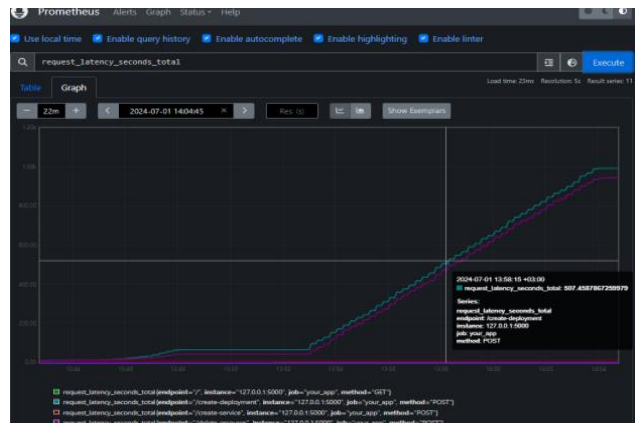 Prometheus Alerts Graph Status Help
Use local time Enable query history Enable autocomplete Enable highlighting Enable linter
request_latency_seconds_total Execute
Load time: 23ms Resolution: 5s Result series: 11
Table Graph
− 22m + < 2024-07-01 14:04:45 × > Res. (s) Show Exemplars
2024-07-01 13:58:15 +03:00
request_latency_seconds_total: 507.4587867259979
Series:
request_latency_seconds_total
endpoint: /create-deployment
instance: 127.0.0.1:5000
job: your_app
method: POST
request_latency_seconds_total{endpoint="/", instance="127.0.0.1:5000", job="your_app", method="GET"}
request_latency_seconds_total{endpoint="/create-deployment", instance="127.0.0.1:5000", job="your_app", method="POST"}
request_latency_seconds_total{endpoint="/create-service", instance="127.0.0.1:5000", job="your_app", method="POST"}